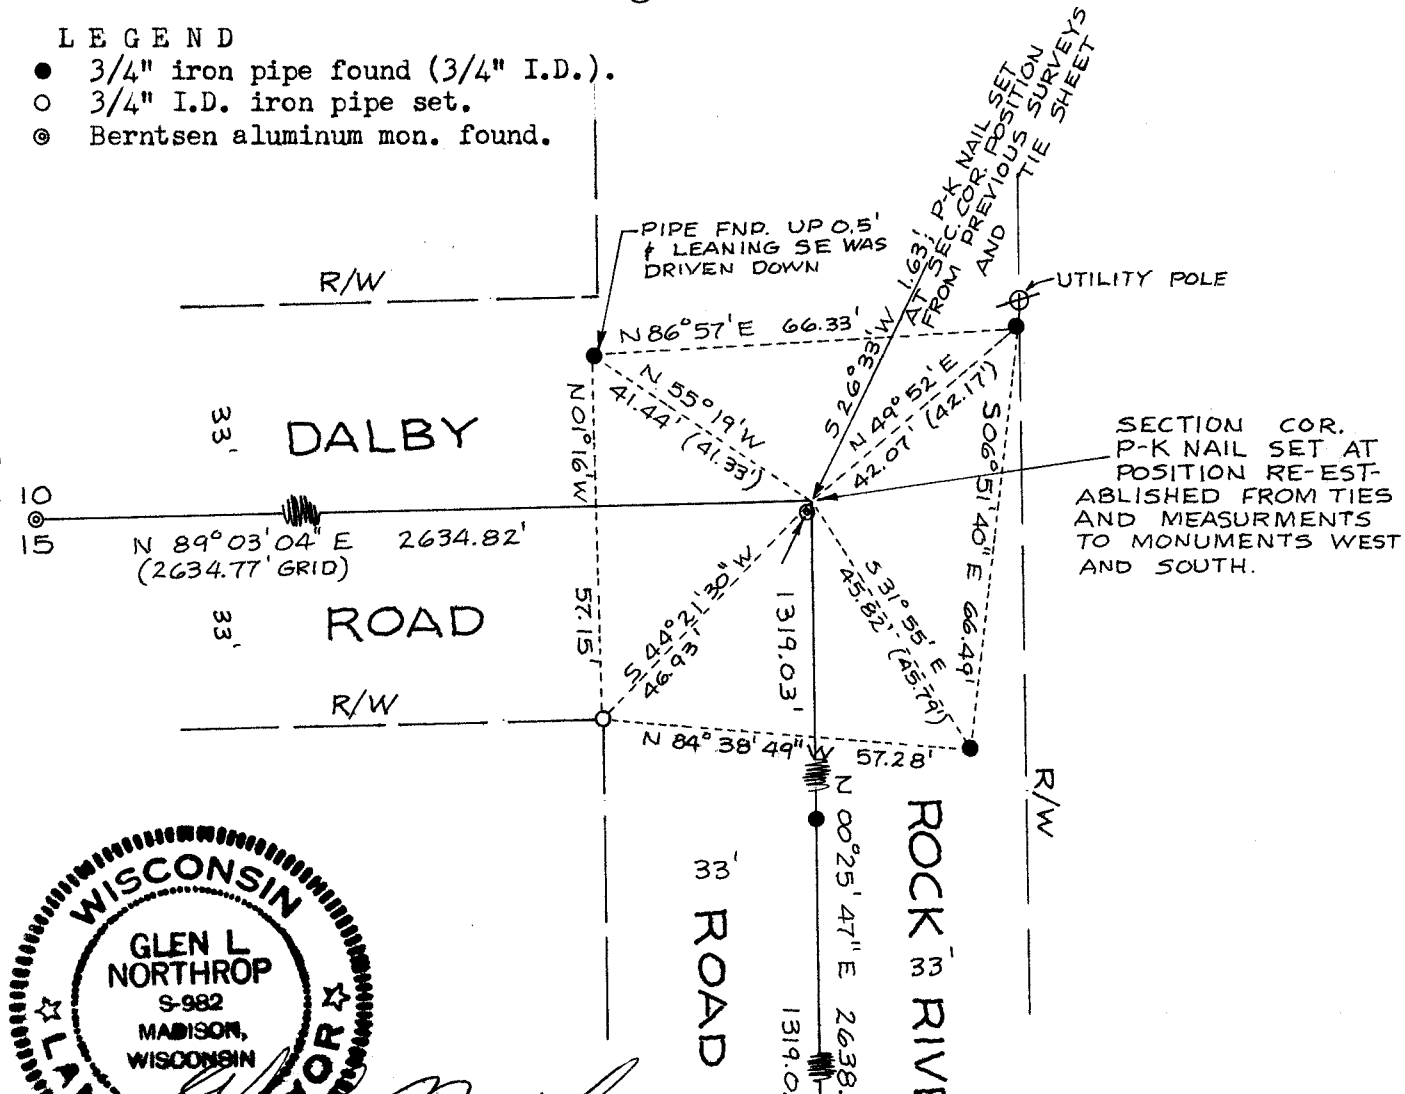 LEGEND
3/4" iron pipe found (3/4" I.D.).
3/4" I.D. iron pipe set.
Berntsen aluminum mon. found.
S 26°33'W 1.63', P-K NAIL SET
AT SEC. COR. POSITION
FROM PREVIOUS SURVEYS
AND TIE SHEET
PIPE FND. UP 0.5'
& LEANING SE WAS
DRIVEN DOWN
R/W
UTILITY POLE
N 86°57'E 66.33'
N 55°19'W
41.44' (41.33')
N 49°52'E
42.07' (42.17')
N 01°16'W 57.15'
S 06°51'40"E 66.49'
33'
DALBY
SECTION COR.
P-K NAIL SET AT
POSITION RE-EST-
ABLISHED FROM TIES
AND MEASURMENTS
TO MONUMENTS WEST
AND SOUTH.
10
15
N 89°03'04"E 2634.82'
(2634.77' GRID)
33'
ROAD
S 44°21'30"W
46.93'
1319.03'
S 31°55'E
45.82' (45.79')
R/W
N 84°38'49"W 57.28'
R/W
N 00°25'47"E 2638.
1319.0
33'
ROAD
ROCK
33'
RIVE
WISCONSIN
GLEN L
NORTHROP
S-982
MADISON,
WISCONSIN